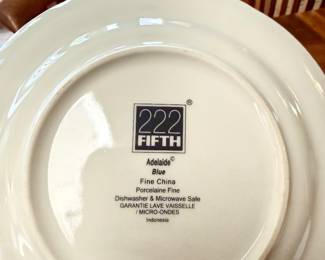 ®
222
FIFTH
Adelaide©
Blue
Fine China
Porcelaine Fine
Dishwasher & Microwave Safe
GARANTIE LAVE VAISSELLE
/ MICRO-ONDES
Indonesia